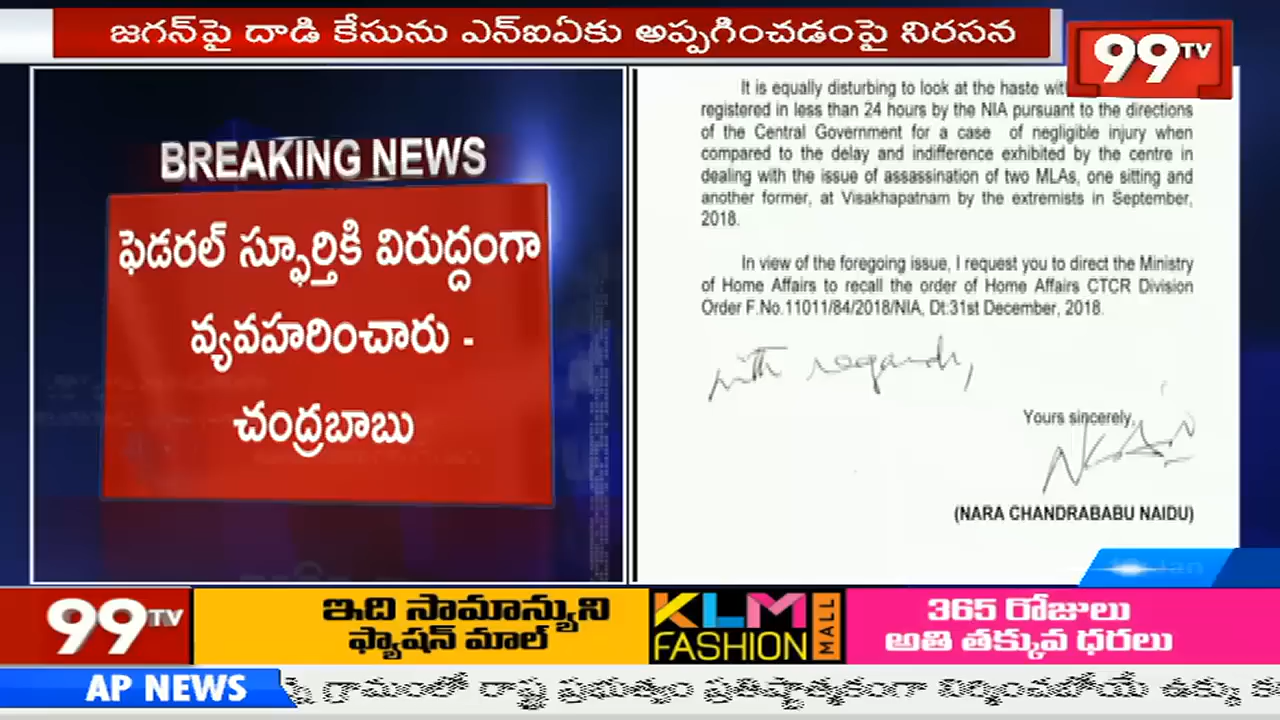 జగన్‌పై దాడి కేసును ఎన్ఐఏకు అప్పగించడంపై నిరసన
99TV
BREAKING NEWS
ఫెడరల్ స్ఫూర్తికి విరుద్దంగా
వ్యవహరించారు -
చంద్రబాబు
It is equally disturbing to look at the haste
registered in less than 24 hours by the NIA pursuant to the directions
of the Central Government for a case of negligible injury when
compared to the delay and indifference exhibited by the centre in
dealing with the issue of assassination of two MLAs, one sitting and
another former, at Visakhapatnam by the extremists in September,
2018.
In view of the foregoing issue, I request you to direct the Ministry
of Home Affairs to recall the order of Home Affairs CTCR Division
Order F.No.11011/84/2018/NIA, Dt:31st December, 2018.
with regards,
Yours sincerely,
(NARA CHANDRABABU NAIDU)
99TV
ఇది సామాన్యుని
ఫ్యాషన్ మాల్
KLM
FASHION
MALL
365 రోజులు
అతి తక్కువ ధరలు
AP NEWS
గ్రామంలో రాష్ట్ర ప్రభుత్వం ప్రతిష్ఠాత్మకంగా నిర్మించబోయే ఉక్కు